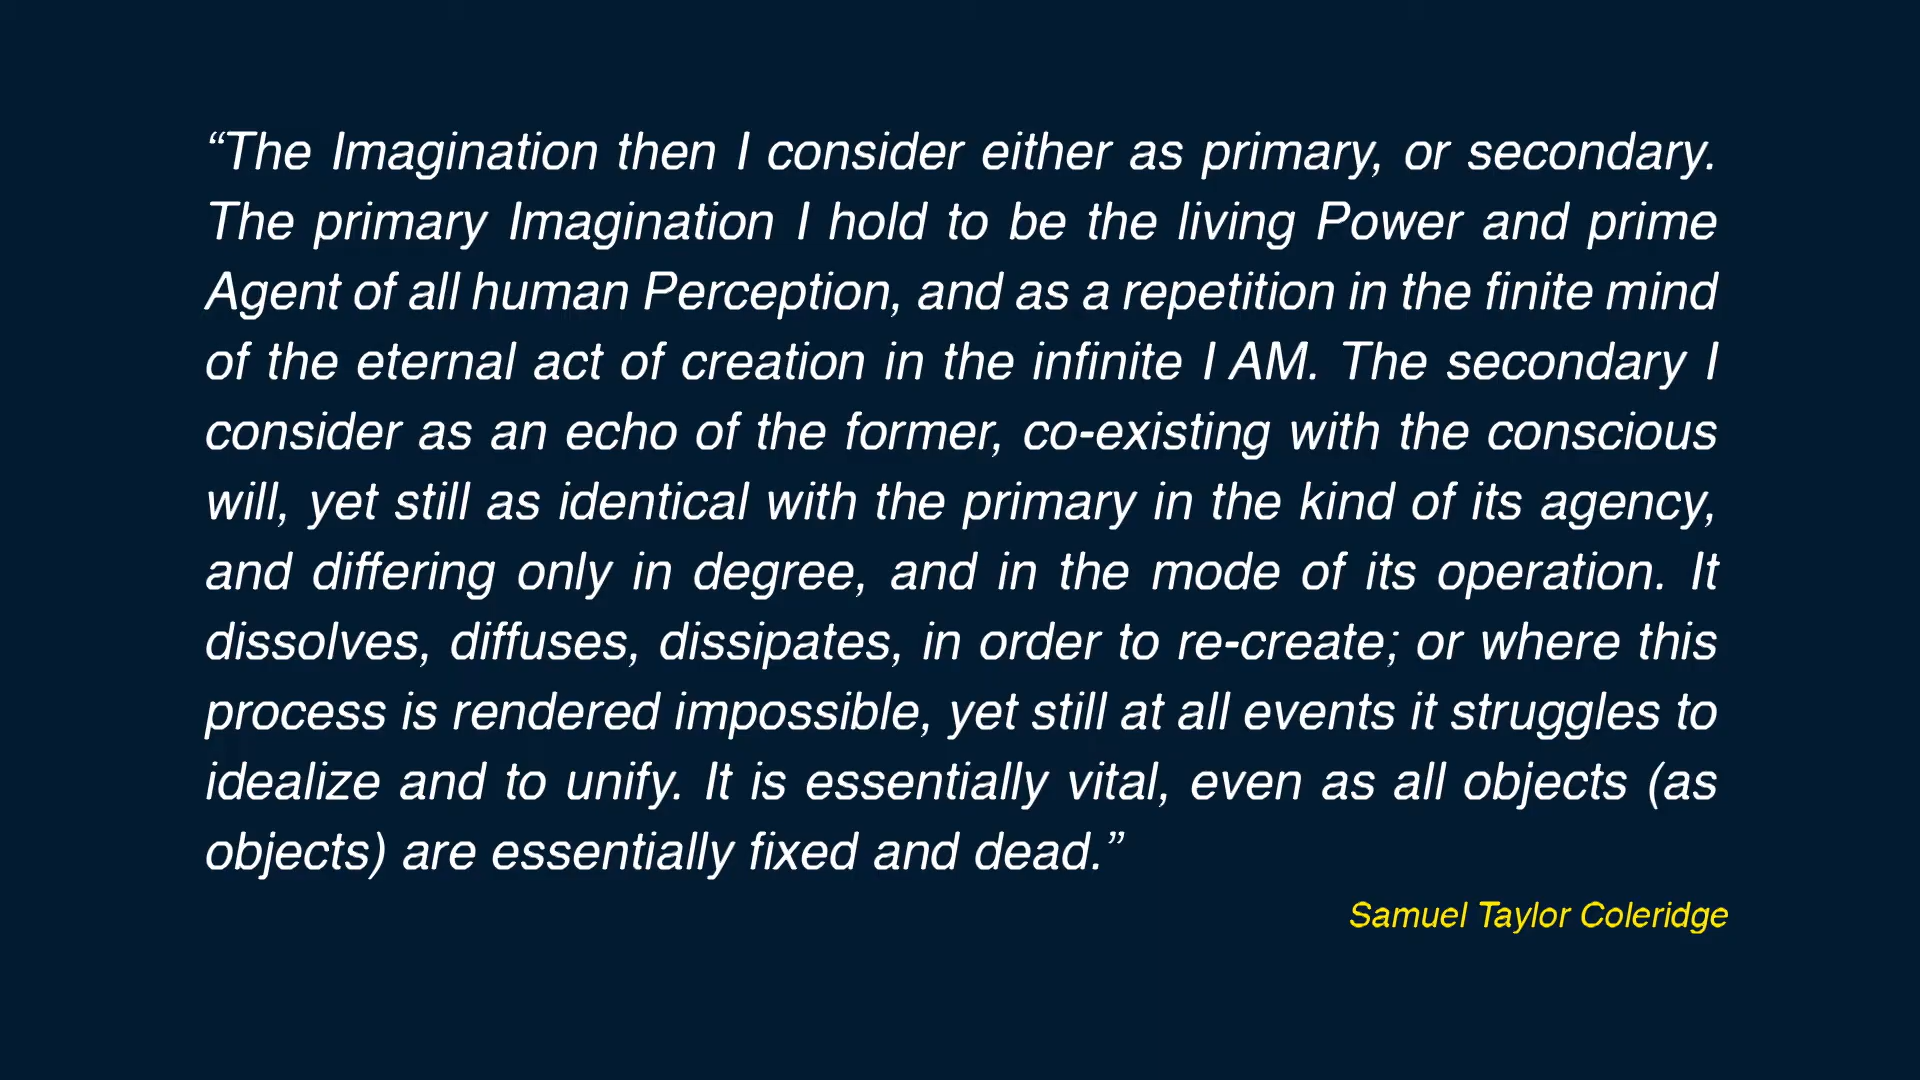 “The Imagination then I consider either as primary, or secondary.
The primary Imagination I hold to be the living Power and prime
Agent of all human Perception, and as a repetition in the finite mind
of the eternal act of creation in the infinite I AM. The secondary I
consider as an echo of the former, co-existing with the conscious
will, yet still as identical with the primary in the kind of its agency,
and differing only in degree, and in the mode of its operation. It
dissolves, diffuses, dissipates, in order to re-create; or where this
process is rendered impossible, yet still at all events it struggles to
idealize and to unify. It is essentially vital, even as all objects (as
objects) are essentially fixed and dead.”
Samuel Taylor Coleridge